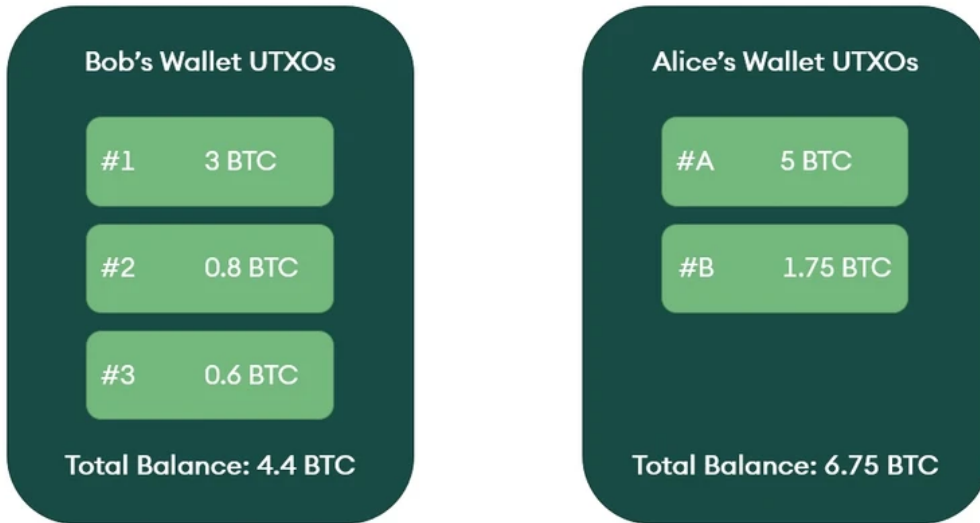 Bob’s Wallet UTXOs
#1 3 BTC
#2 0.8 BTC
#3 0.6 BTC
Total Balance: 4.4 BTC
Alice’s Wallet UTXOs
#A 5 BTC
#B 1.75 BTC
Total Balance: 6.75 BTC